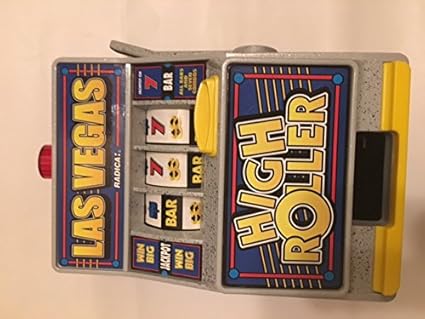 LAS VEGAS
RADICA:
WIN BIG
JACKPOT
WIN BIG
7
BAR
7
7
BAR
BAR
HIGH
ROLLER